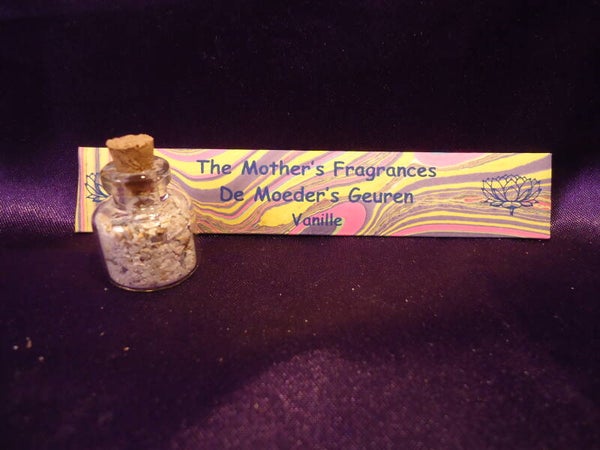 The Mother's Fragrances
De Moeder's Geuren
Vanille